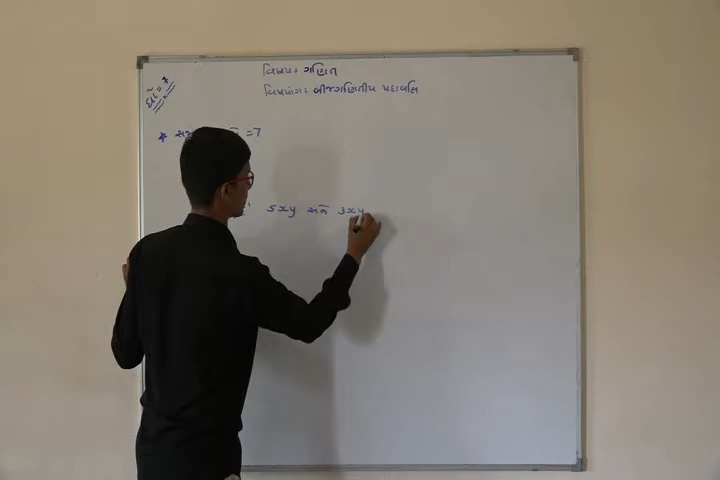 વિષય : ગણિત
વિષયાંગ : બીજગણિતીય પદાવલિ
= 7
5xy અને 3xy